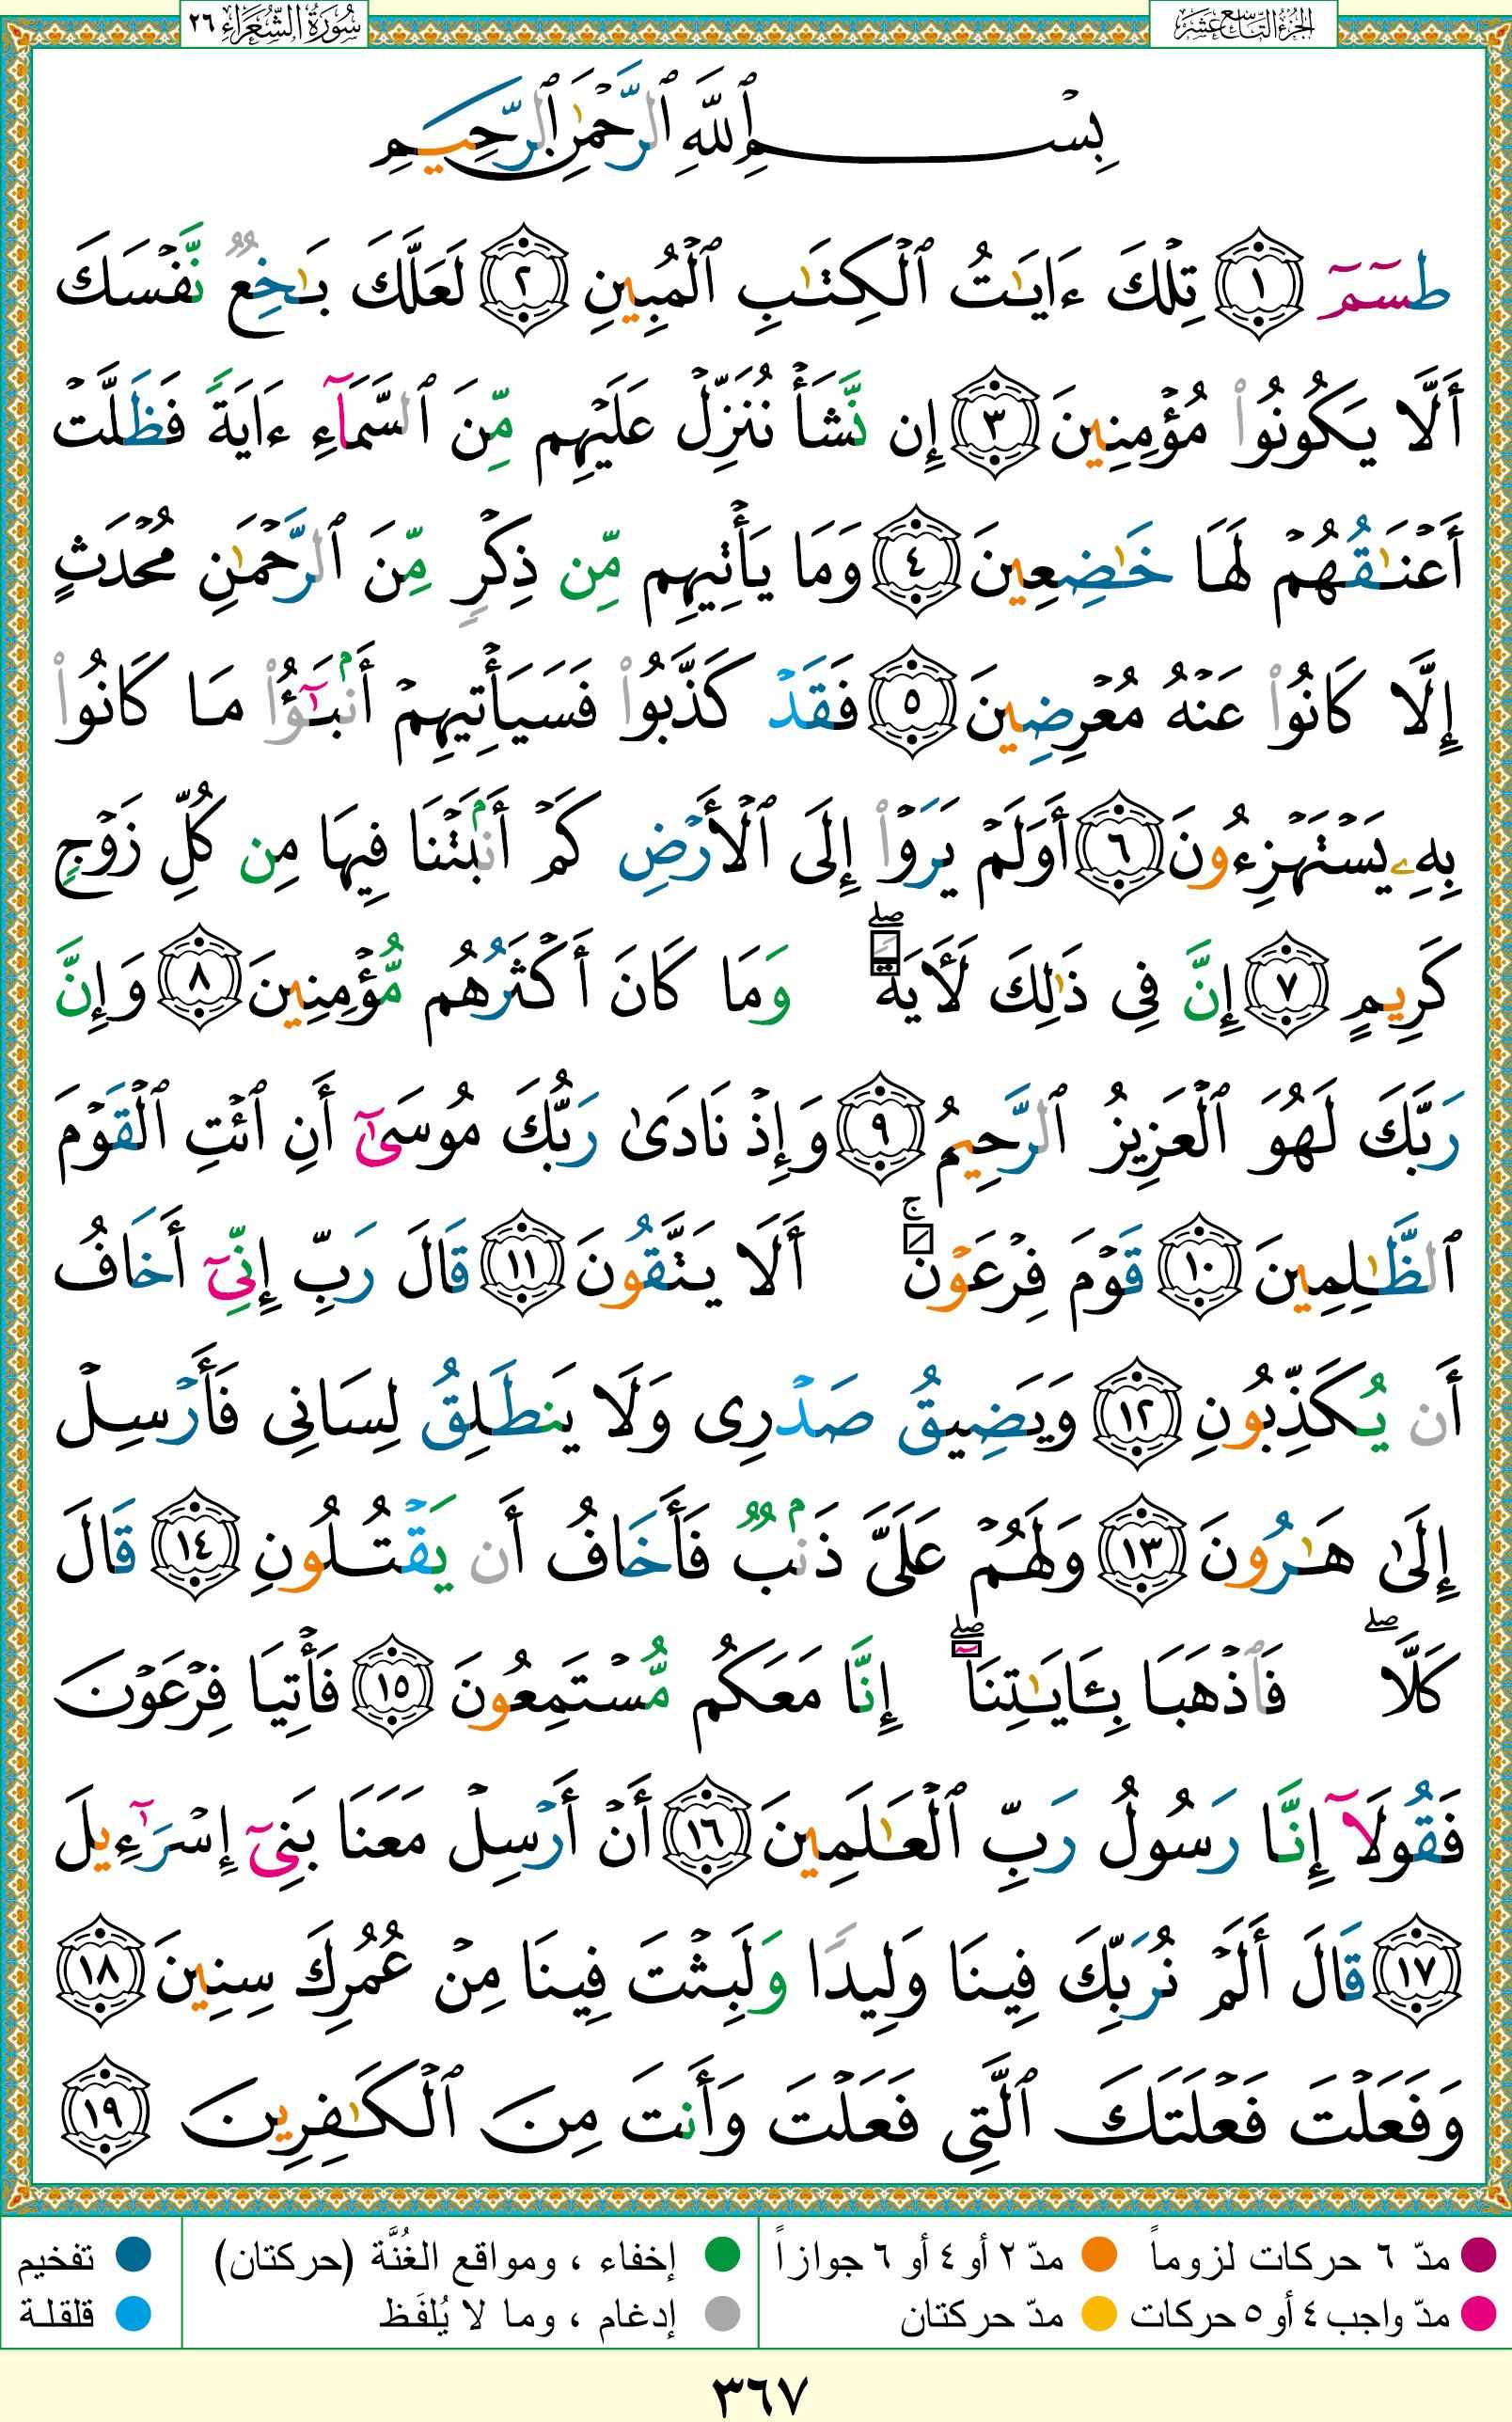 الجزء التاسع عشر
سورة الشعراء ٢٦
بِسْمِ ٱللَّهِ ٱلرَّحْمَٰنِ ٱلرَّحِيمِ
طسٓمٓ ١ تِلْكَ ءَايَٰتُ ٱلْكِتَٰبِ ٱلْمُبِينِ ٢ لَعَلَّكَ بَٰخِعٌ نَّفْسَكَ
أَلَّا يَكُونُوا۟ مُؤْمِنِينَ ٣ إِن نَّشَأْ نُنَزِّلْ عَلَيْهِم مِّنَ ٱلسَّمَآءِ ءَايَةً فَظَلَّتْ
أَعْنَٰقُهُمْ لَهَا خَٰضِعِينَ ٤ وَمَا يَأْتِيهِم مِّن ذِكْرٍ مِّنَ ٱلرَّحْمَٰنِ مُحْدَثٍ
إِلَّا كَانُوا۟ عَنْهُ مُعْرِضِينَ ٥ فَقَدْ كَذَّبُوا۟ فَسَيَأْتِيهِمْ أَنۢبَٰٓؤُا۟ مَا كَانُوا۟
بِهِۦ يَسْتَهْزِءُونَ ٦ أَوَلَمْ يَرَوْا۟ إِلَى ٱلْأَرْضِ كَمْ أَنۢبَتْنَا فِيهَا مِن كُلِّ زَوْجٍ
كَرِيمٍ ٧ إِنَّ فِى ذَٰلِكَ لَءَايَةً ۖ وَمَا كَانَ أَكْثَرُهُم مُّؤْمِنِينَ ٨ وَإِنَّ
رَبَّكَ لَهُوَ ٱلْعَزِيزُ ٱلرَّحِيمُ ٩ وَإِذْ نَادَىٰ رَبُّكَ مُوسَىٰٓ أَنِ ٱئْتِ ٱلْقَوْمَ
ٱلظَّٰلِمِينَ ١٠ قَوْمَ فِرْعَوْنَ ۚ أَلَا يَتَّقُونَ ١١ قَالَ رَبِّ إِنِّىٓ أَخَافُ
أَن يُكَذِّبُونِ ١٢ وَيَضِيقُ صَدْرِى وَلَا يَنطَلِقُ لِسَانِى فَأَرْسِلْ
إِلَىٰ هَٰرُونَ ١٣ وَلَهُمْ عَلَىَّ ذَنۢبٌ فَأَخَافُ أَن يَقْتُلُونِ ١٤ قَالَ
كَلَّا ۖ فَٱذْهَبَا بِـَٔايَٰتِنَآ ۖ إِنَّا مَعَكُم مُّسْتَمِعُونَ ١٥ فَأْتِيَا فِرْعَوْنَ
فَقُولَآ إِنَّا رَسُولُ رَبِّ ٱلْعَٰلَمِينَ ١٦ أَنْ أَرْسِلْ مَعَنَا بَنِىٓ إِسْرَٰٓءِيلَ
١٧ قَالَ أَلَمْ نُرَبِّكَ فِينَا وَلِيدًا وَلَبِثْتَ فِينَا مِنْ عُمُرِكَ سِنِينَ ١٨
وَفَعَلْتَ فَعْلَتَكَ ٱلَّتِى فَعَلْتَ وَأَنتَ مِنَ ٱلْكَٰفِرِينَ ١٩
مدّ ٦ حركات لزوماً مدّ ٢ أو ٤ أو ٦ جوازاً إخفاء ، ومواقع الغُنَّة (حركتان) تفخيم
مدّ واجب ٤ أو ٥ حركات مدّ حركتان إدغام ، وما لا يُلفَظ قلقلة
٣٦٧